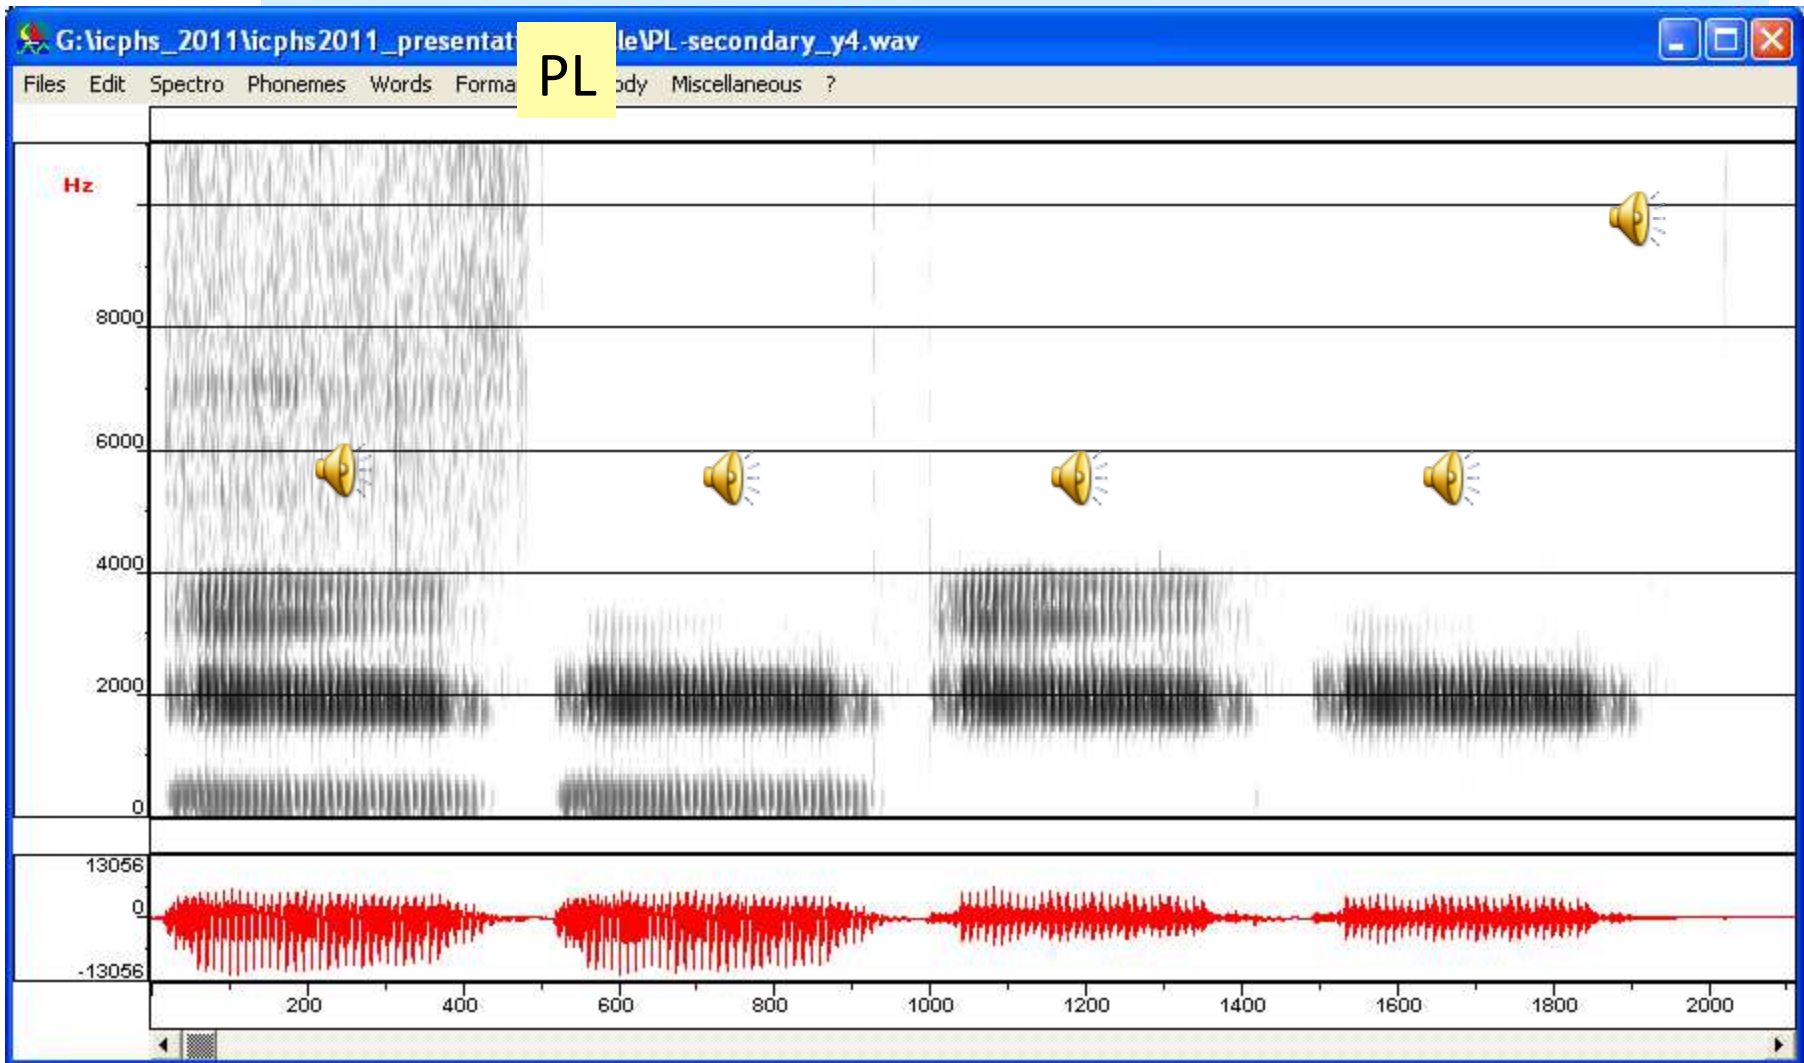 G:\icphs_2011\icphs2011_presentat le\PL-secondary_y4.wav
PL
Files Edit Spectro Phonemes Words Forma ody Miscellaneous ?
Hz
8000
6000
4000
2000
0
13056
0
-13056
200 400 600 800 1000 1200 1400 1600 1800 2000